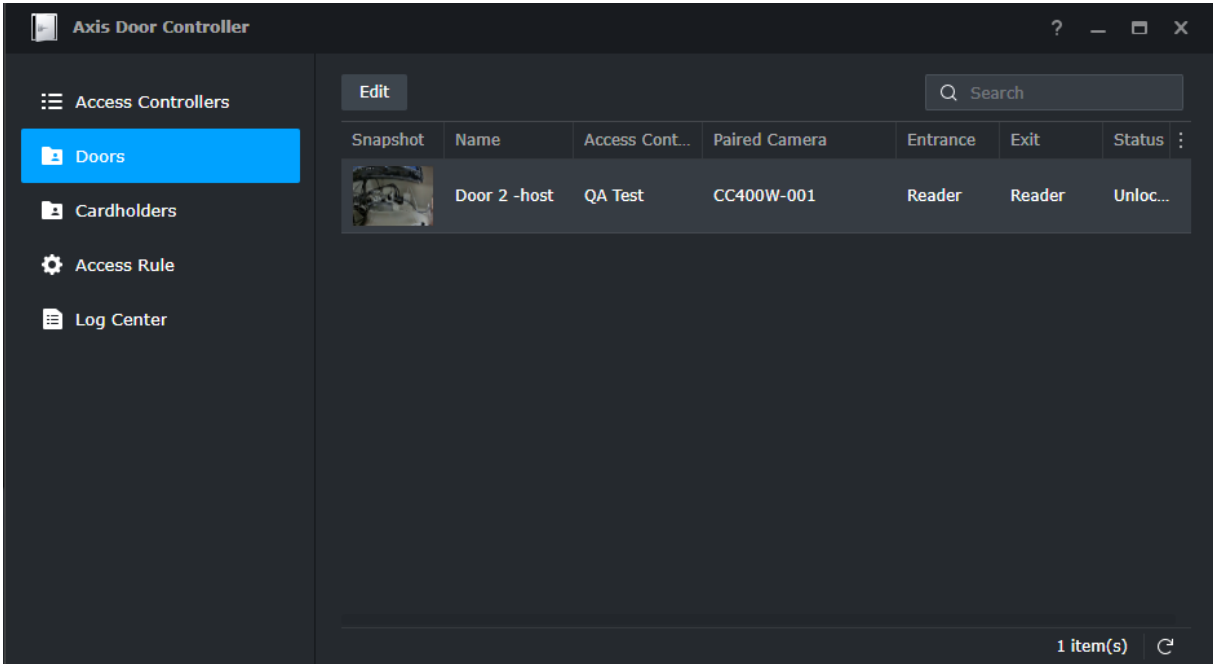 Axis Door Controller
?
Access Controllers
Doors
Cardholders
Access Rule
Log Center
Edit
Search
Snapshot Name Access Cont... Paired Camera Entrance Exit Status
Door 2 -host QA Test CC400W-001 Reader Reader Unloc...
1 item(s)